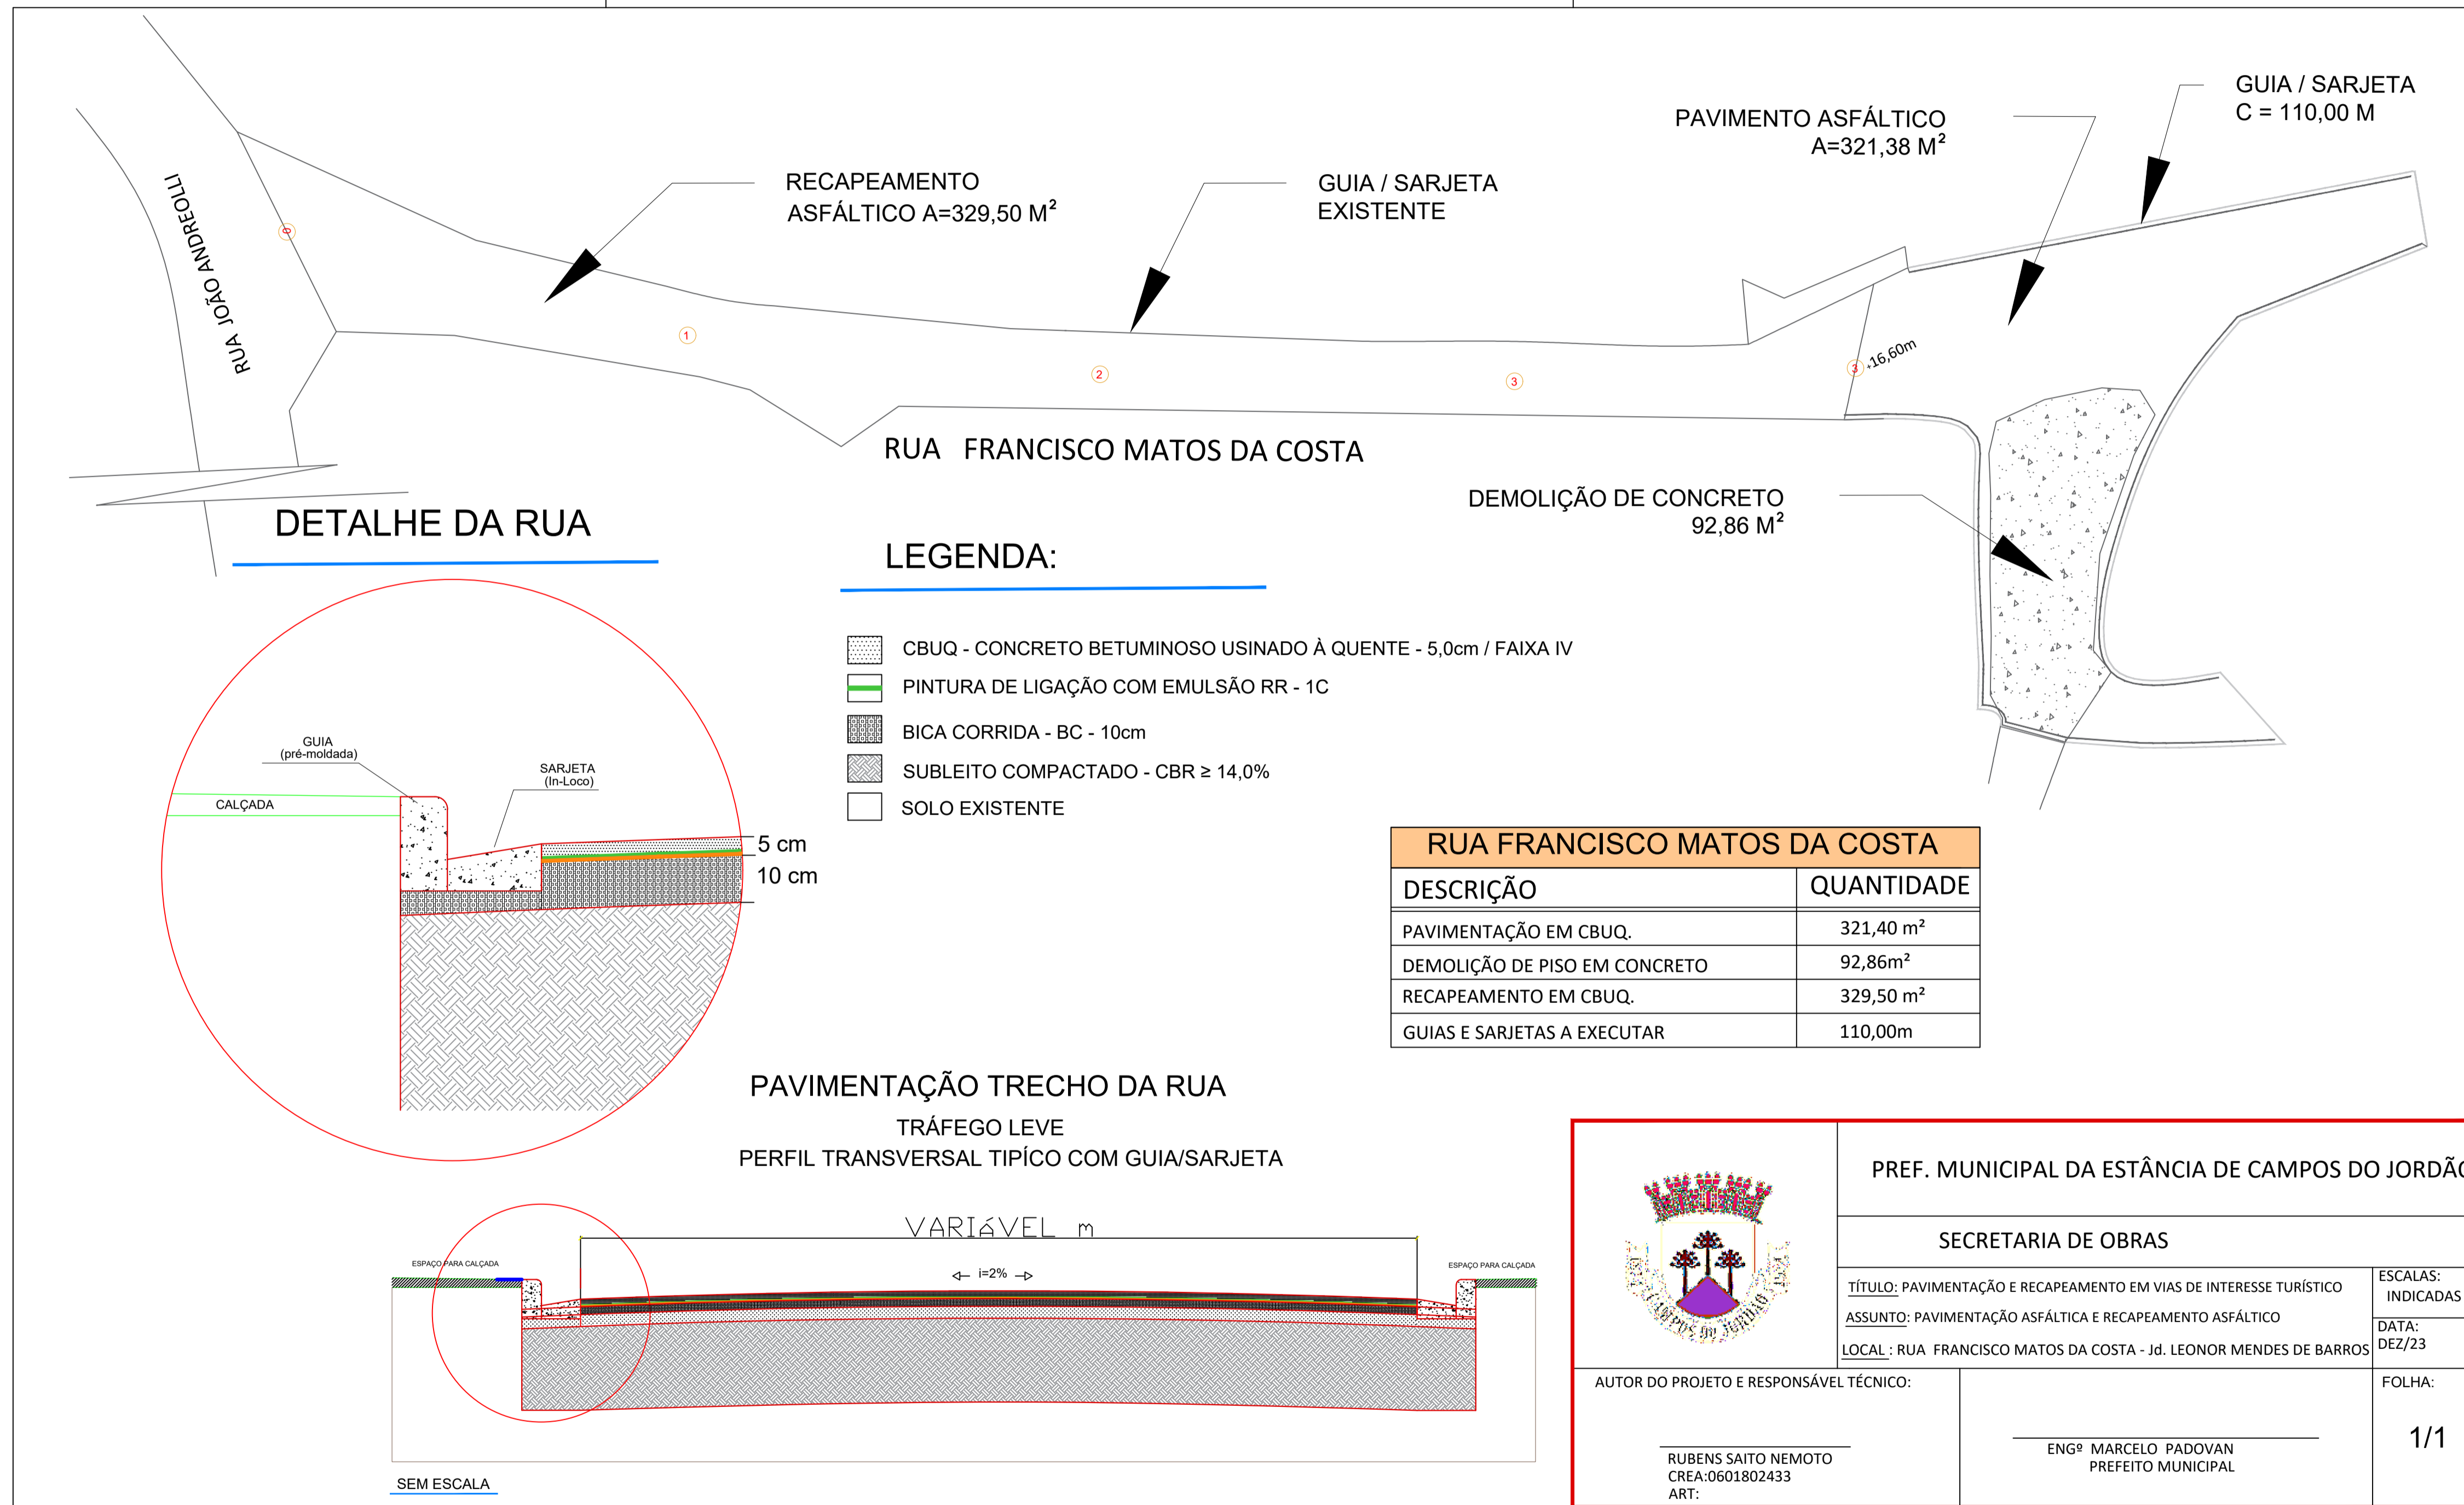 GUIA / SARJETA
C = 110,00 M
PAVIMENTO ASFÁLTICO
A=321,38 M²
RECAPEAMENTO
ASFÁLTICO A=329,50 M²
GUIA / SARJETA
EXISTENTE
RUA JOÃO ANDREOLLI
0
1
2
3
3
+16,60m
RUA FRANCISCO MATOS DA COSTA
DEMOLIÇÃO DE CONCRETO
92,86 M²
DETALHE DA RUA
LEGENDA:
CBUQ - CONCRETO BETUMINOSO USINADO À QUENTE - 5,0cm / FAIXA IV
PINTURA DE LIGAÇÃO COM EMULSÃO RR - 1C
BICA CORRIDA - BC - 10cm
SUBLEITO COMPACTADO - CBR ≥ 14,0%
SOLO EXISTENTE
GUIA
(pré-moldada)
SARJETA
(In-Loco)
CALÇADA
5 cm
10 cm
RUA FRANCISCO MATOS DA COSTA
DESCRIÇÃO QUANTIDADE
PAVIMENTAÇÃO EM CBUQ. 321,40 m²
DEMOLIÇÃO DE PISO EM CONCRETO 92,86m²
RECAPEAMENTO EM CBUQ. 329,50 m²
GUIAS E SARJETAS A EXECUTAR 110,00m
PAVIMENTAÇÃO TRECHO DA RUA
TRÁFEGO LEVE
PERFIL TRANSVERSAL TIPÍCO COM GUIA/SARJETA
VARIáVEL m
ESPAÇO PARA CALÇADA
i=2%
ESPAÇO PARA CALÇADA
SEM ESCALA
PREF. MUNICIPAL DA ESTÂNCIA DE CAMPOS DO JORDÃO
SECRETARIA DE OBRAS
TÍTULO: PAVIMENTAÇÃO E RECAPEAMENTO EM VIAS DE INTERESSE TURÍSTICO
ASSUNTO: PAVIMENTAÇÃO ASFÁLTICA E RECAPEAMENTO ASFÁLTICO
LOCAL : RUA FRANCISCO MATOS DA COSTA - Jd. LEONOR MENDES DE BARROS
ESCALAS:
INDICADAS
DATA:
DEZ/23
AUTOR DO PROJETO E RESPONSÁVEL TÉCNICO:
RUBENS SAITO NEMOTO
CREA:0601802433
ART:
ENGº MARCELO PADOVAN
PREFEITO MUNICIPAL
FOLHA:
1/1